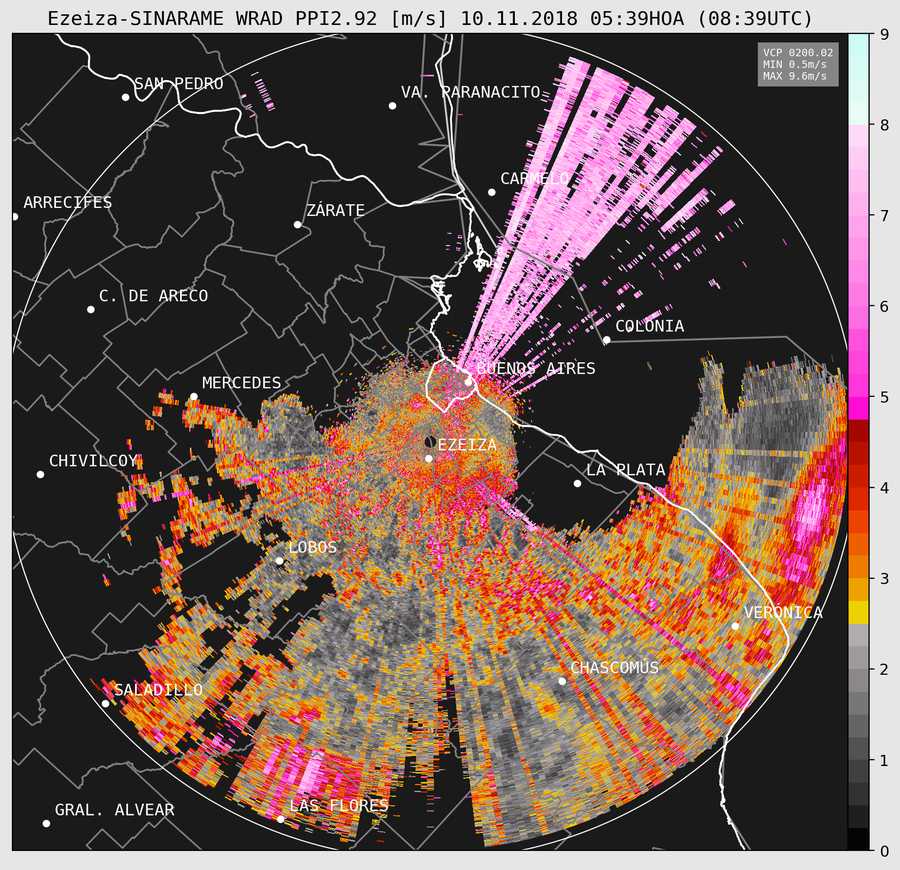 Ezeiza-SINARAME WRAD PPI2.92 [m/s] 10.11.2018 05:39HOA (08:39UTC)
VCP 0200.02
MIN 0.5m/s
MAX 9.6m/s
9
SAN PEDRO
VA. PARANACITO
8
CARMELO
ARRECIFES
ZÁRATE
7
C. DE ARECO
6
COLONIA
BUENOS AIRES
MERCEDES
5
EZEIZA
CHIVILCOY
LA PLATA
4
LOBOS
3
VERÓNICA
CHASCOMÚS
2
SALADILLO
1
LAS FLORES
GRAL. ALVEAR
0